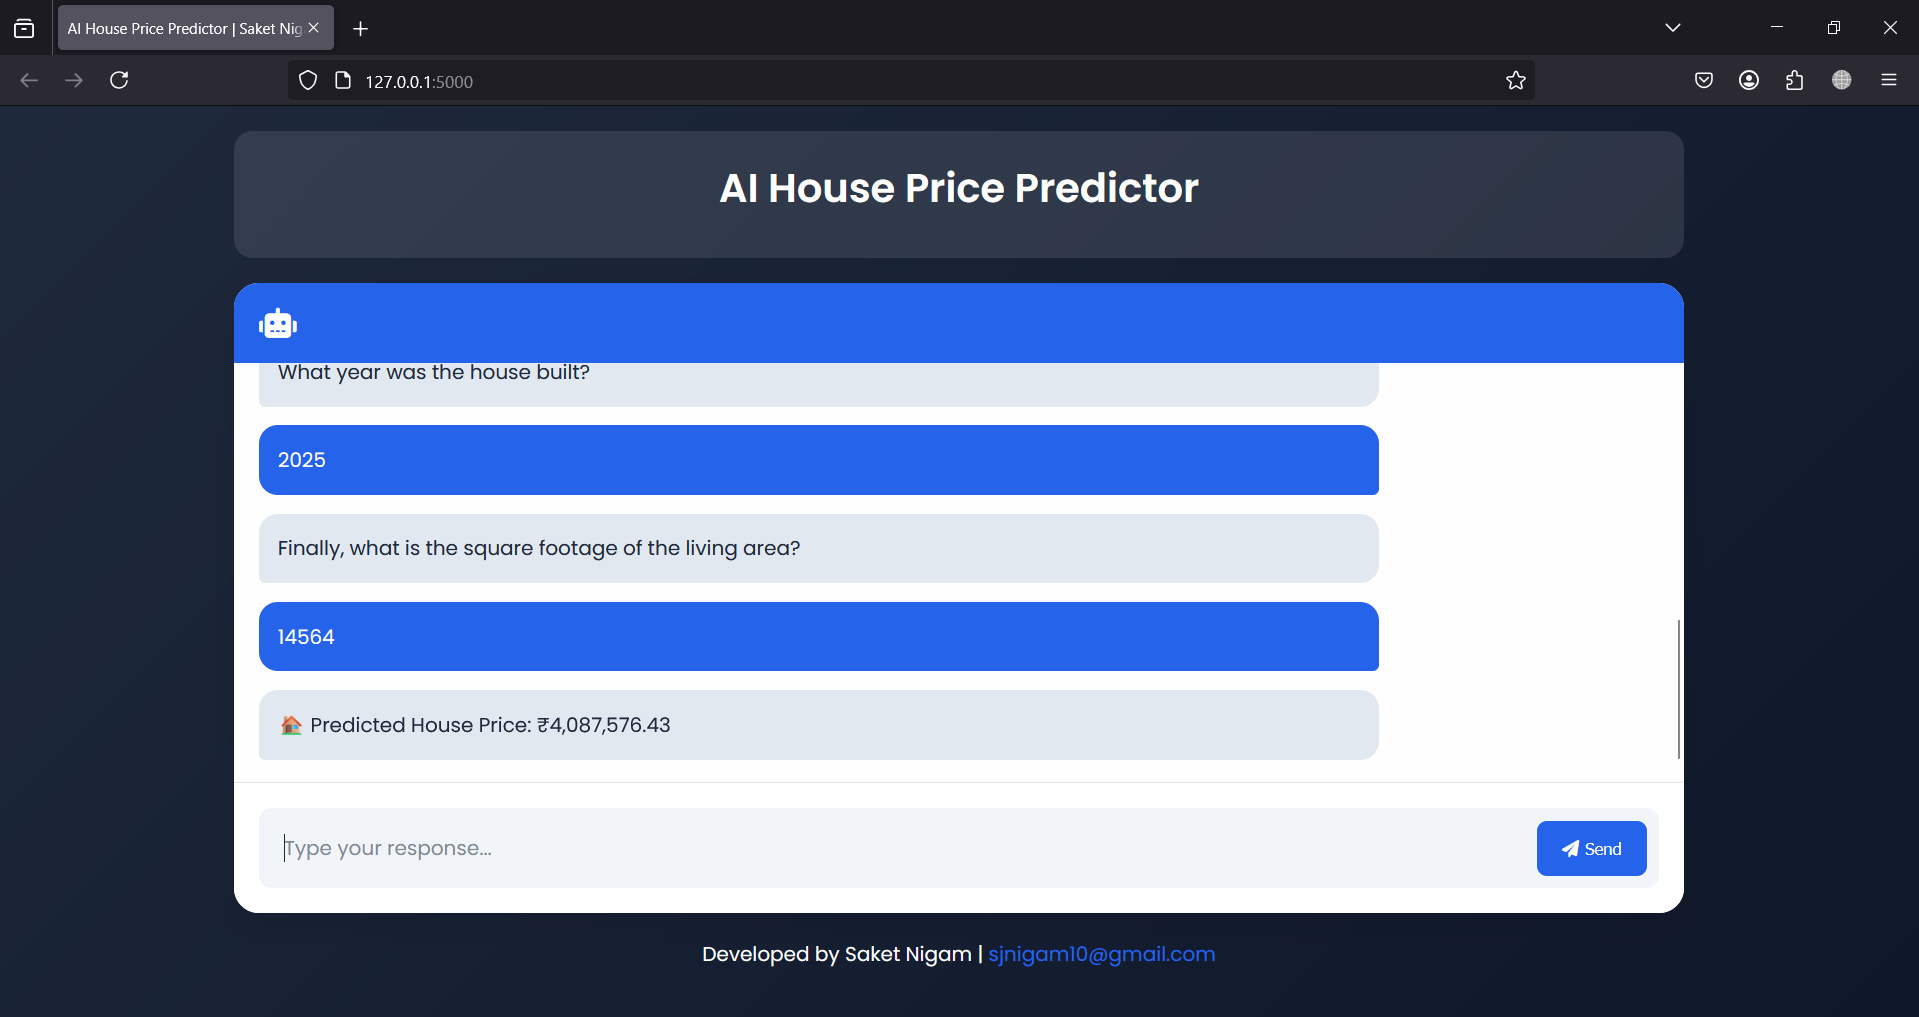 AI House Price Predictor | Saket Nig
127.0.0.1:5000
AI House Price Predictor
What year was the house built?
2025
Finally, what is the square footage of the living area?
14564
🏠 Predicted House Price: ₹4,087,576.43
Type your response...
Send
Developed by Saket Nigam | sjnigam10@gmail.com